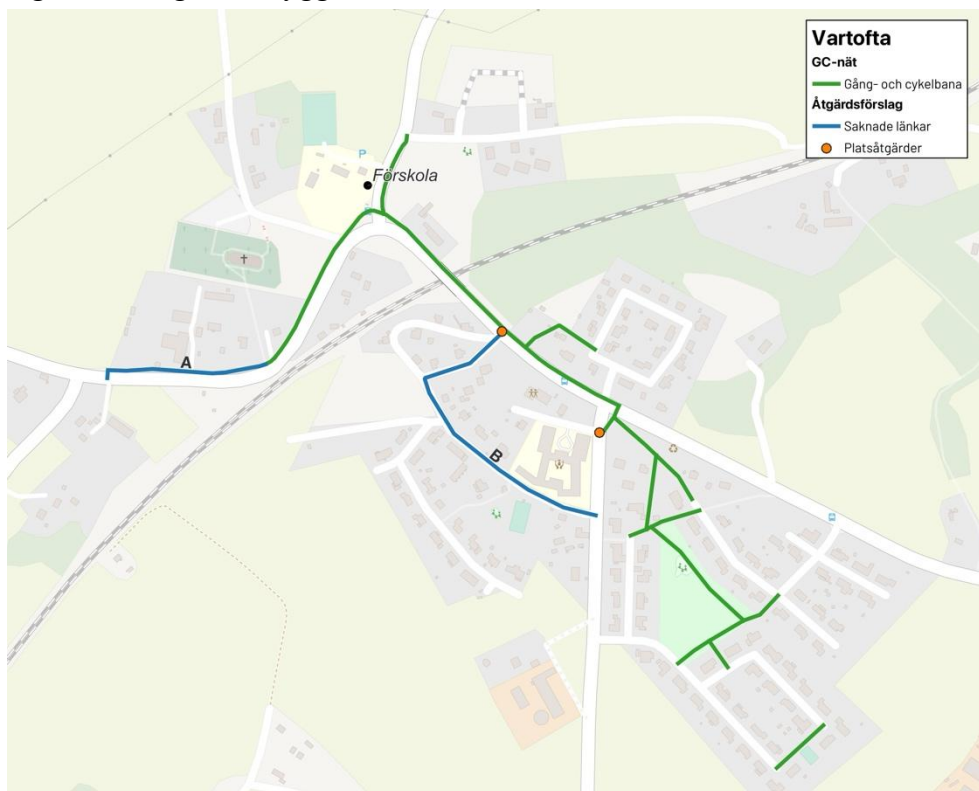 Vartofta
GC-nät
Gång- och cykelbana
Åtgärdsförslag
Saknade länkar
Platsåtgärder
P
Förskola
A
B